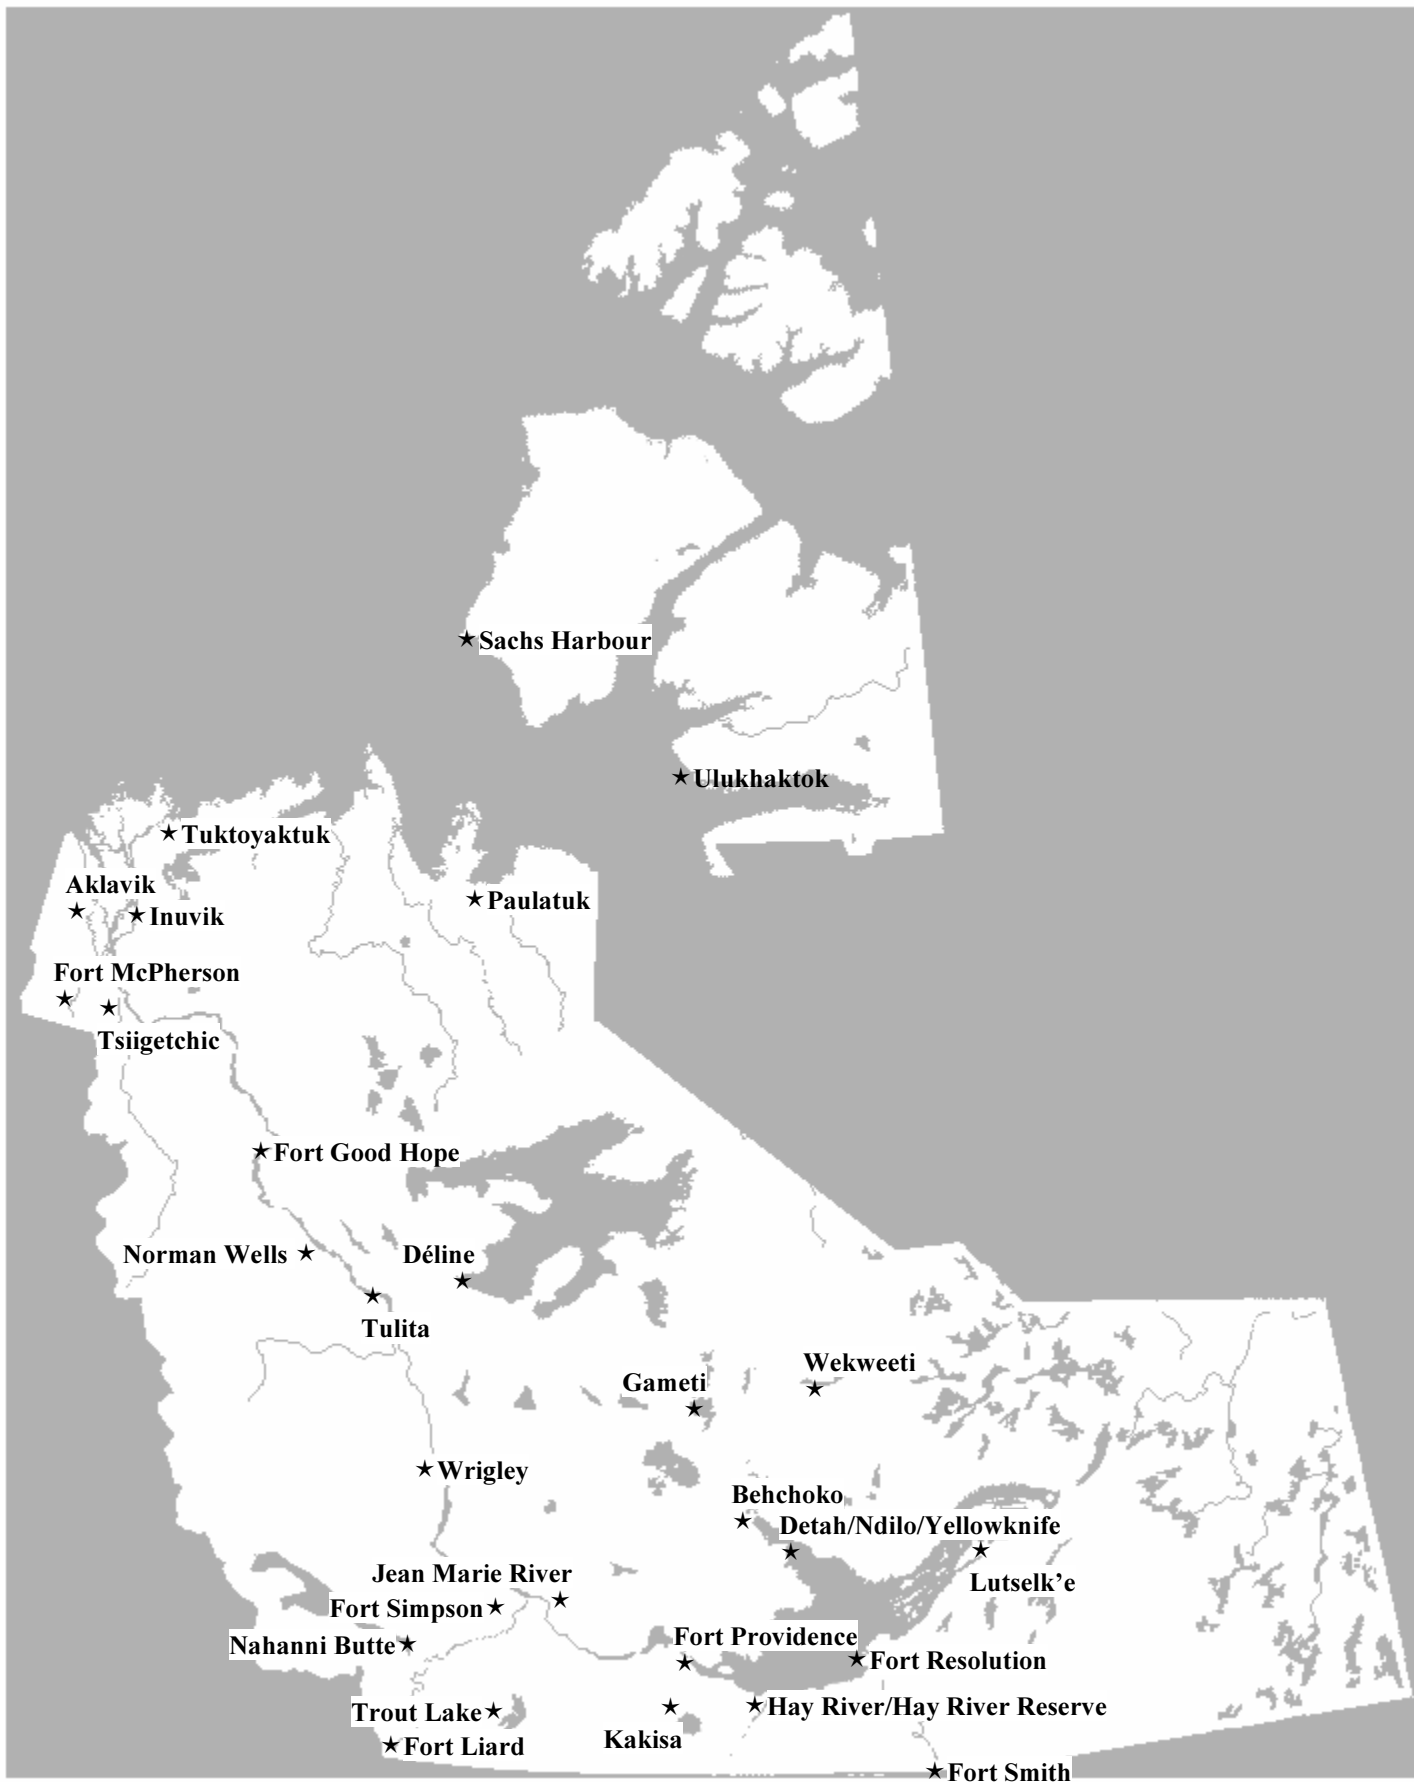 Sachs Harbour
Ulukhaktok
Tuktoyaktuk
Aklavik
Inuvik
Paulatuk
Fort McPherson
Tsiigetchic
Fort Good Hope
Norman Wells
Déline
Tulita
Wekweeti
Gameti
Wrigley
Behchoko
Detah/Ndilo/Yellowknife
Jean Marie River
Lutselk’e
Fort Simpson
Fort Providence
Nahanni Butte
Fort Resolution
Trout Lake
Hay River/Hay River Reserve
Kakisa
Fort Liard
Fort Smith